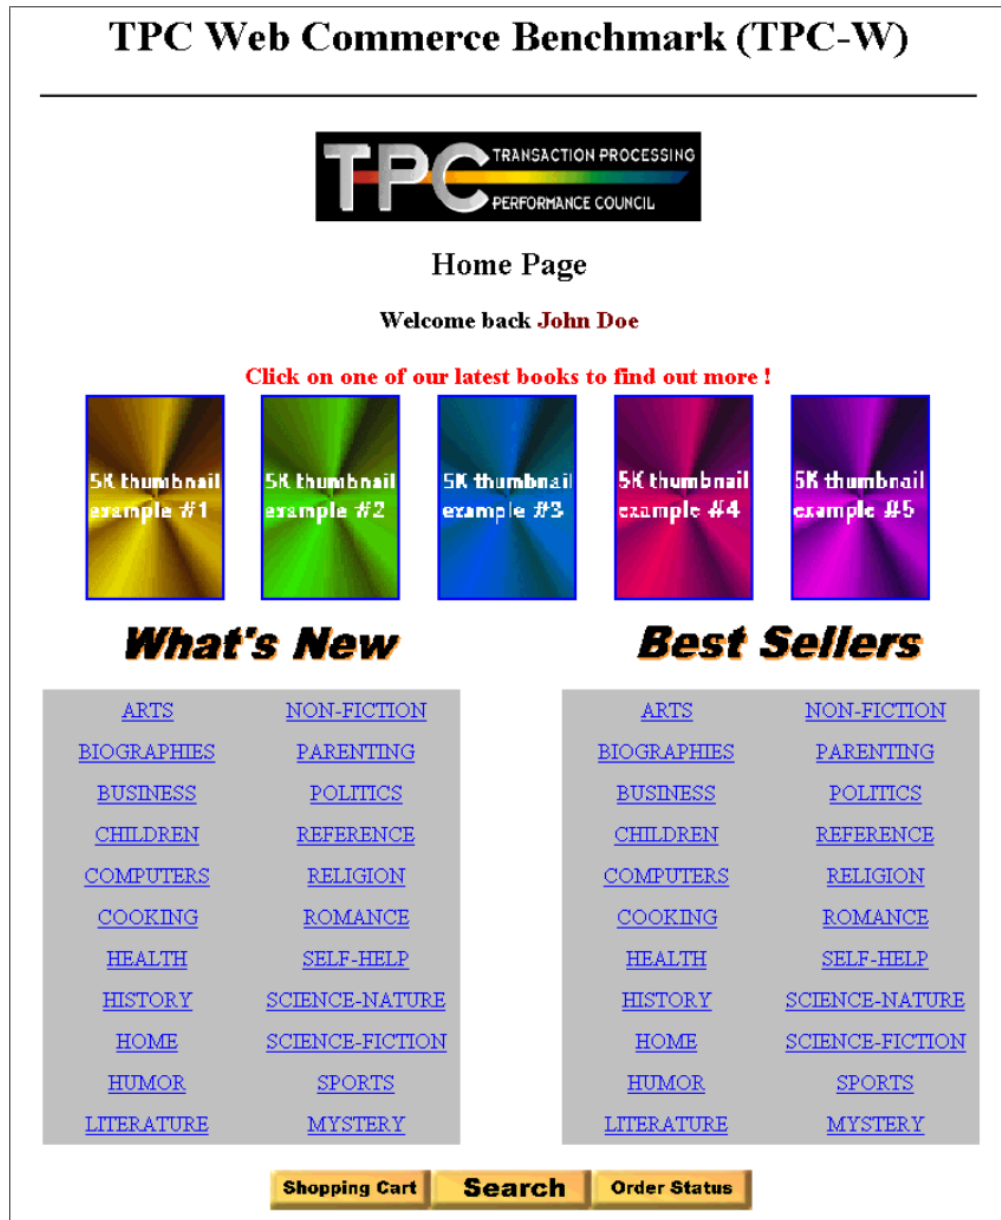 TPC Web Commerce Benchmark (TPC-W)
TPC TRANSACTION PROCESSING
PERFORMANCE COUNCIL
Home Page
Welcome back John Doe
Click on one of our latest books to find out more !
5K thumbnail example #1
5K thumbnail example #2
5K thumbnail example #3
5K thumbnail example #4
5K thumbnail example #5
What's New
ARTS NON-FICTION
BIOGRAPHIES PARENTING
BUSINESS POLITICS
CHILDREN REFERENCE
COMPUTERS RELIGION
COOKING ROMANCE
HEALTH SELF-HELP
HISTORY SCIENCE-NATURE
HOME SCIENCE-FICTION
HUMOR SPORTS
LITERATURE MYSTERY
Best Sellers
ARTS NON-FICTION
BIOGRAPHIES PARENTING
BUSINESS POLITICS
CHILDREN REFERENCE
COMPUTERS RELIGION
COOKING ROMANCE
HEALTH SELF-HELP
HISTORY SCIENCE-NATURE
HOME SCIENCE-FICTION
HUMOR SPORTS
LITERATURE MYSTERY
Shopping Cart Search Order Status